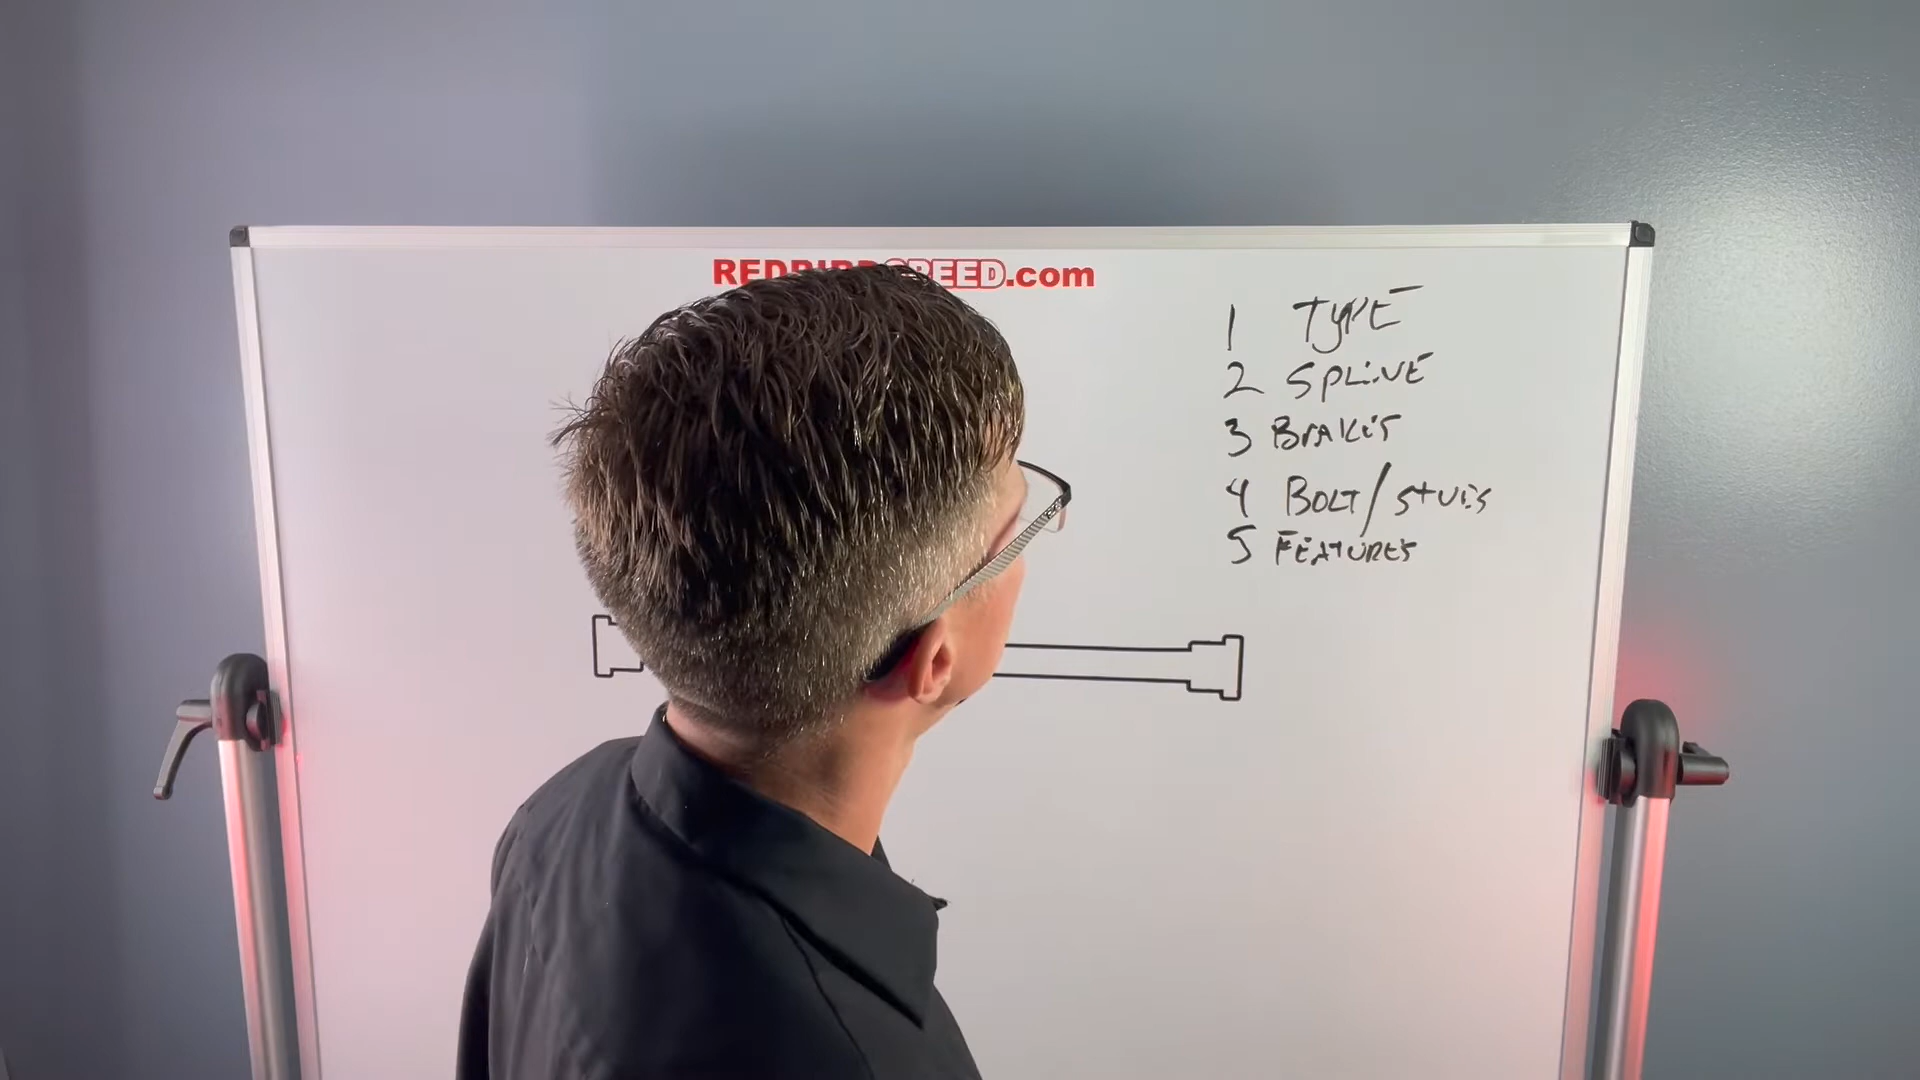 REDBIRDSPEED.com
1 TYPE
2 SPLINE
3 BRAKES
4 BOLT/STUDS
5 FEATURES